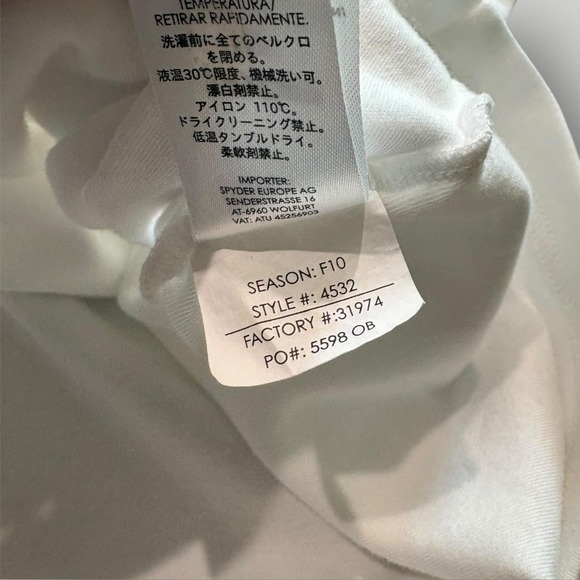 TEMPERATURA/
RETIRAR RAPIDAMENTE.
洗濯前に全てのベルクロ
を閉める。
液温30℃限度、機械洗い可。
漂白剤禁止。
アイロン 110℃。
ドライクリーニング禁止。
低温タンブルドライ。
柔軟剤禁止。
IMPORTER:
SPYDER EUROPE AG
SENDERSTRASSE 16
AT-6960 WOLFURT
VAT: ATU 45256903
SEASON: F10
STYLE #: 4532
FACTORY #:31974
PO#: 5598 OB